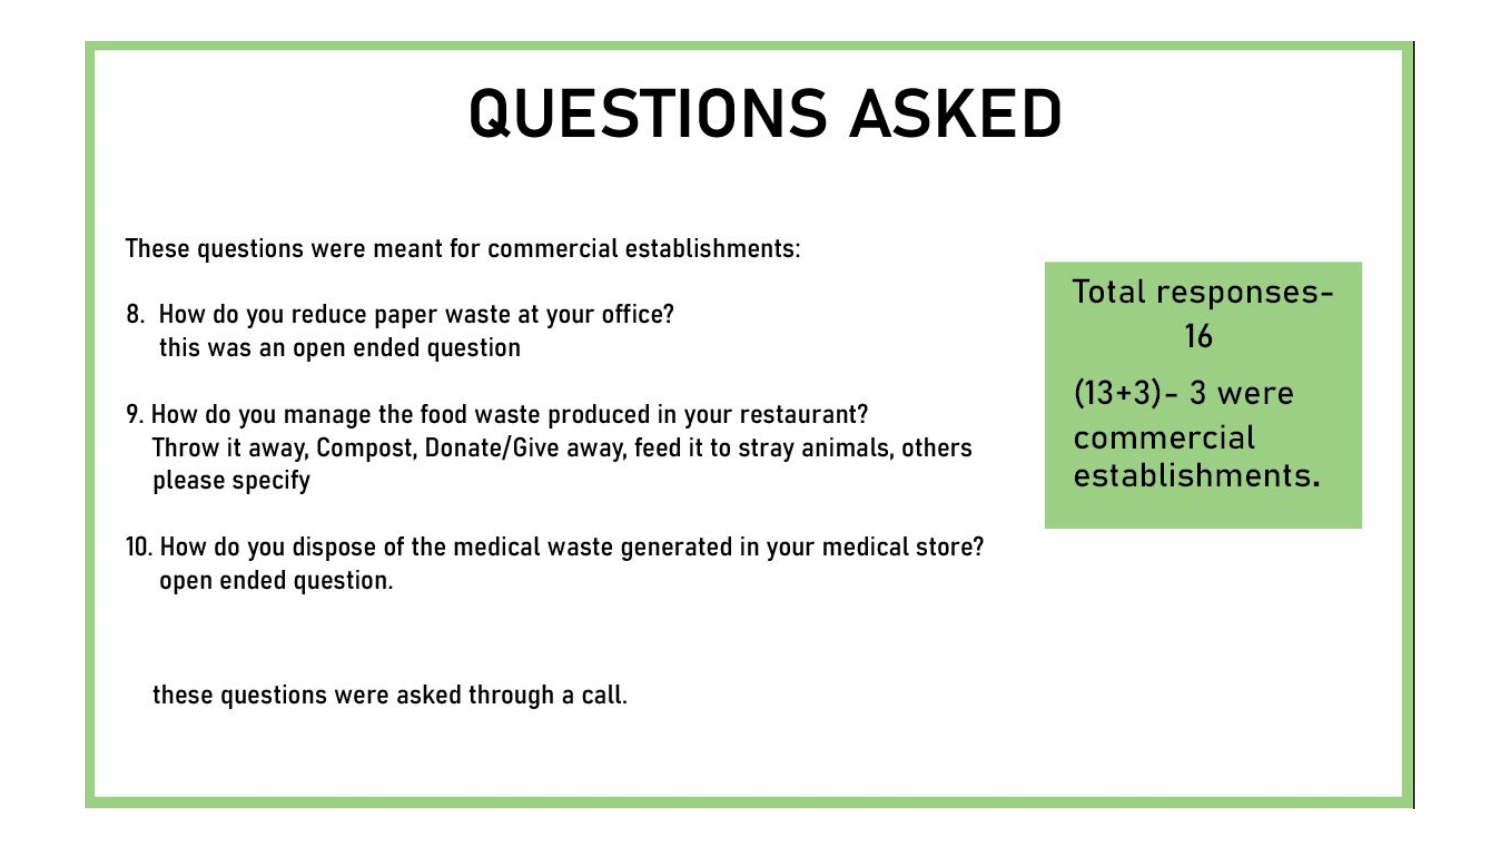 QUESTIONS ASKED
These questions were meant for commercial establishments:
8. How do you reduce paper waste at your office?
this was an open ended question
9. How do you manage the food waste produced in your restaurant?
Throw it away, Compost, Donate/Give away, feed it to stray animals, others
please specify
10. How do you dispose of the medical waste generated in your medical store?
open ended question.
these questions were asked through a call.
Total responses-
16
(13+3)- 3 were
commercial
establishments.